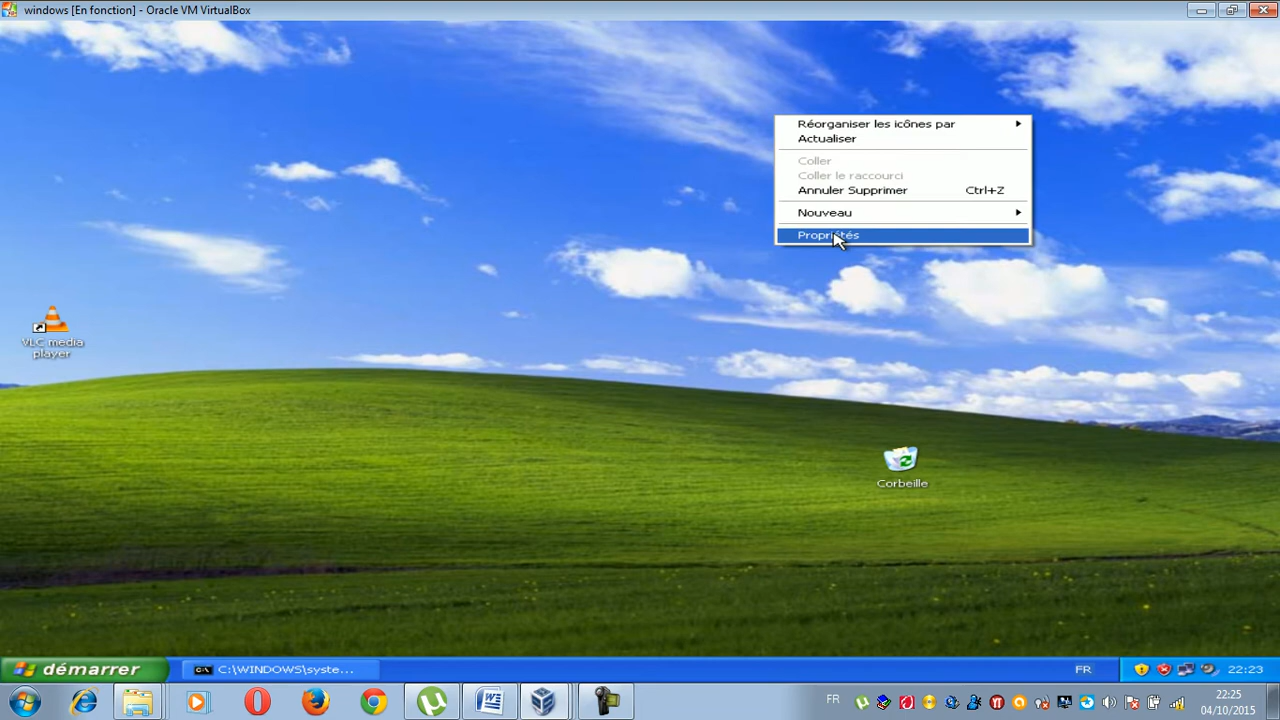 windows [En fonction] - Oracle VM VirtualBox
Réorganiser les icônes par
Actualiser
Coller
Coller le raccourci
Annuler Supprimer Ctrl+Z
Nouveau
Propriétés
VLC media
player
Corbeille
démarrer
C:\WINDOWS\syste...
FR
22:23
FR
22:25
04/10/2015